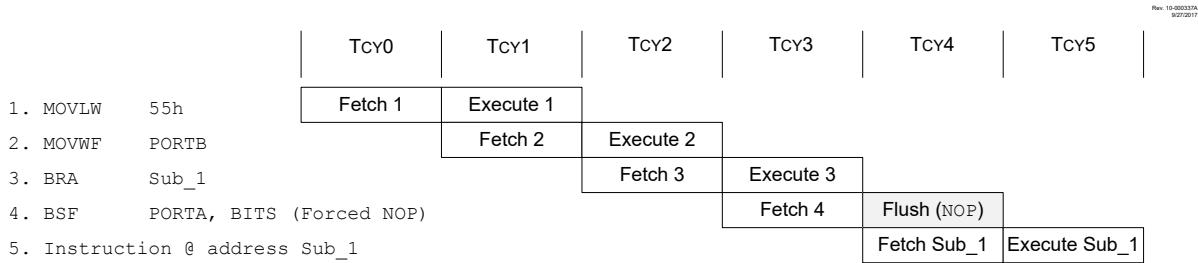 Rev. 10-000337A
9/27/2017
TCY0 TCY1 TCY2 TCY3 TCY4 TCY5
1. MOVLW 55h Fetch 1 Execute 1
2. MOVWF PORTB Fetch 2 Execute 2
3. BRA Sub_1 Fetch 3 Execute 3
4. BSF PORTA, BITS (Forced NOP) Fetch 4 Flush (NOP)
5. Instruction @ address Sub_1 Fetch Sub_1 Execute Sub_1